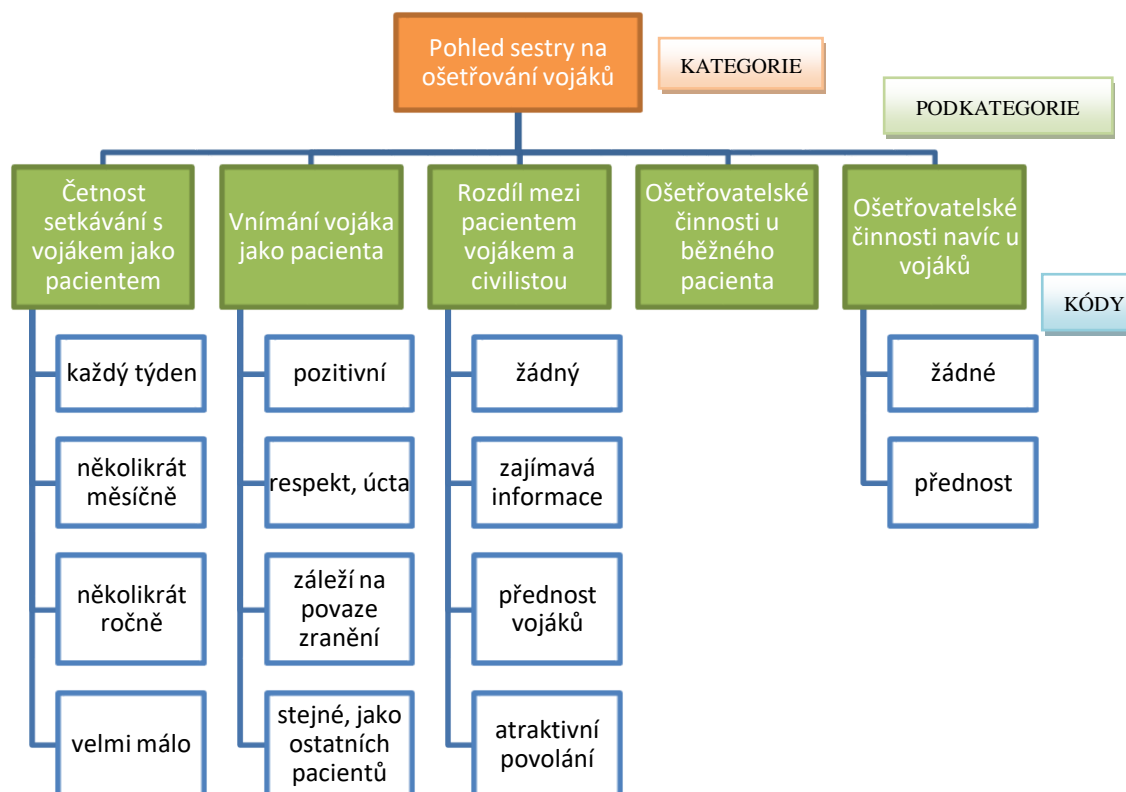 Pohled sestry na
ošetřování vojáků
KATEGORIE
PODKATEGORIE
Četnost
setkávání s
vojákem jako
pacientem
Vnímání vojáka
jako pacienta
Rozdíl mezi
pacientem
vojákem a
civilistou
Ošetřovatelské
činnosti u
běžného
pacienta
Ošetřovatelské
činnosti navíc u
vojáků
KÓDY
každý týden
pozitivní
žádný
žádné
několikrát
měsíčně
respekt, úcta
zajímavá
informace
přednost
několikrát
ročně
záleží na
povaze
zranění
přednost
vojáků
velmi málo
stejné, jako
ostatních
pacientů
atraktivní
povolání